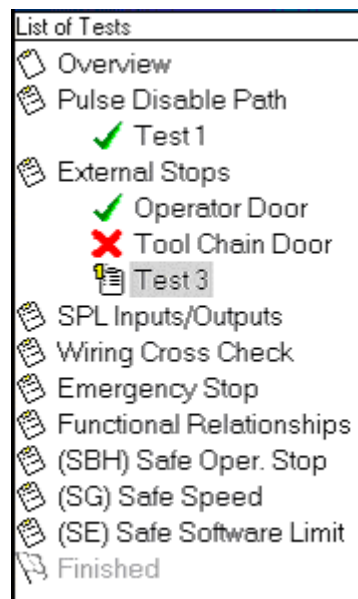 List of Tests
Overview
Pulse Disable Path
Test 1
External Stops
Operator Door
Tool Chain Door
Test 3
SPL Inputs/Outputs
Wiring Cross Check
Emergency Stop
Functional Relationships
(SBH) Safe Oper. Stop
(SG) Safe Speed
(SE) Safe Software Limit
Finished